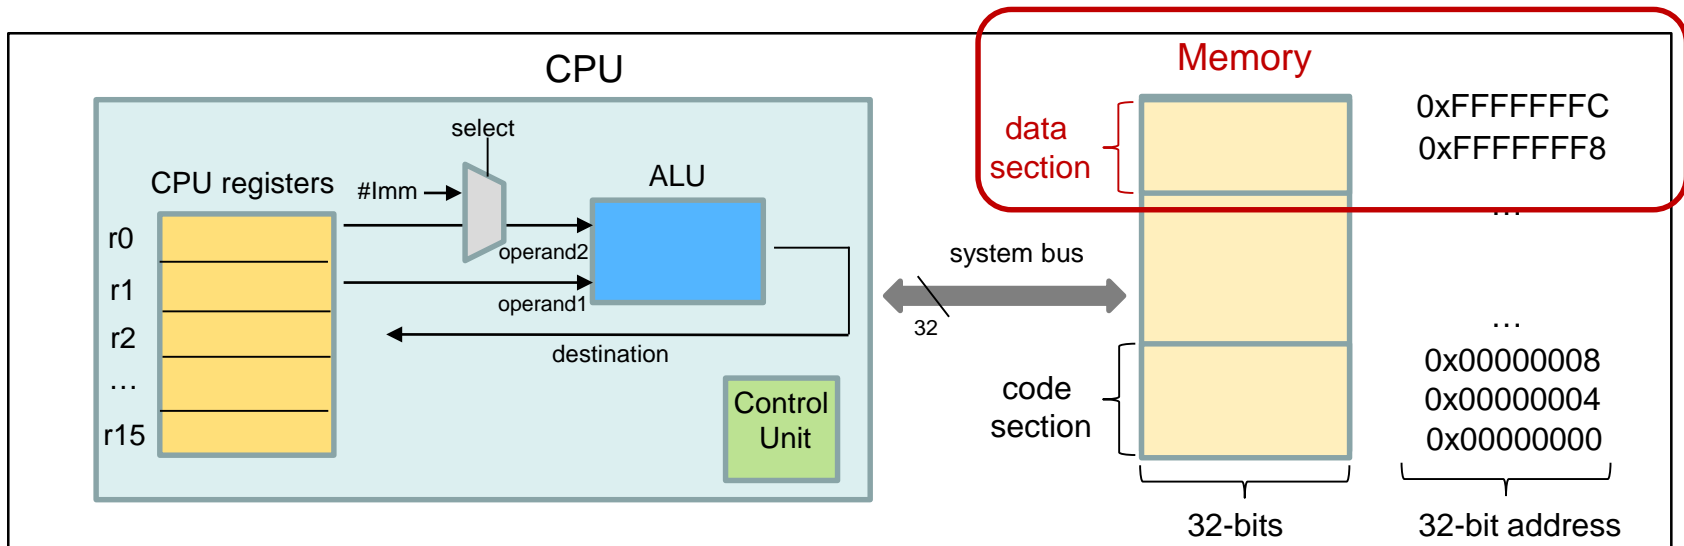 CPU
select
CPU registers
#Imm
ALU
r0
operand2
r1
operand1
r2
destination
...
r15
Control
Unit
system bus
32
Memory
data
section
0xFFFFFFFC
0xFFFFFFF8
...
...
code
section
0x00000008
0x00000004
0x00000000
32-bits
32-bit address